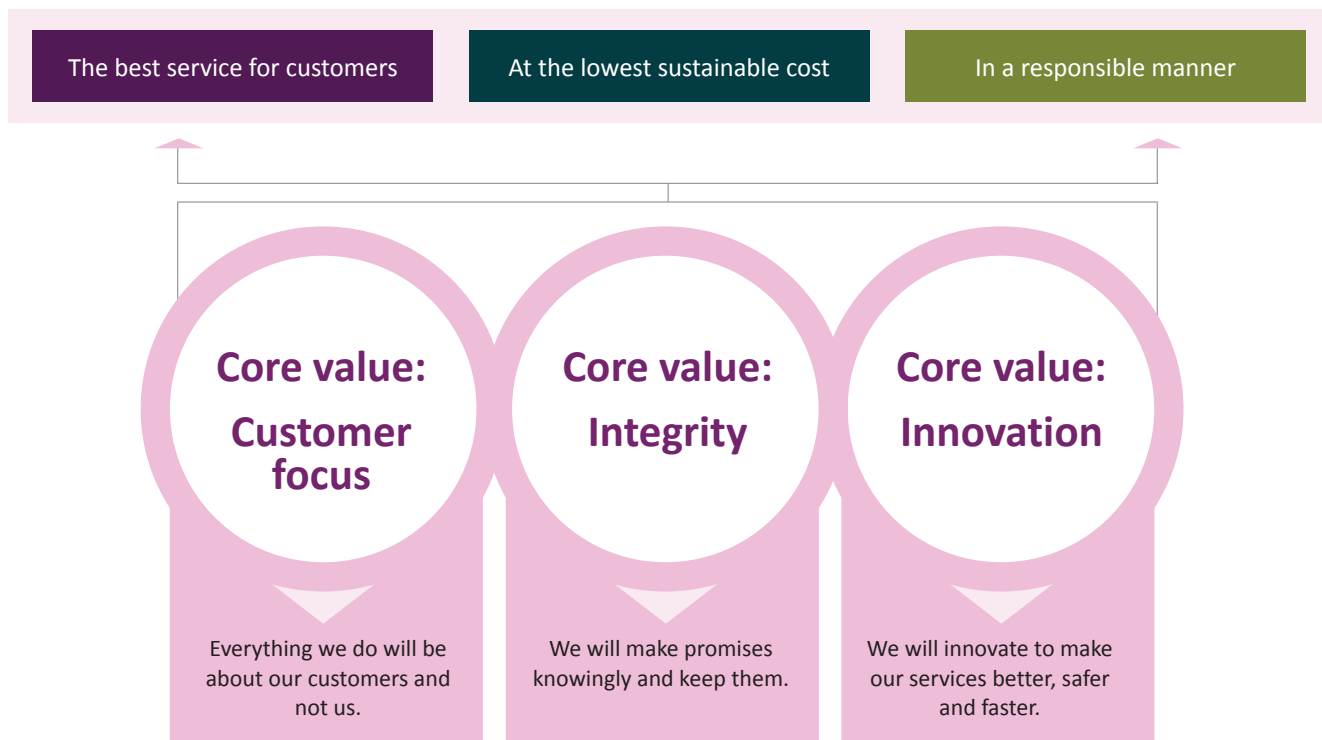 The best service for customers
At the lowest sustainable cost
In a responsible manner
Core value:
Customer
focus
Everything we do will be
about our customers and
not us.
Core value:
Integrity
We will make promises
knowingly and keep them.
Core value:
Innovation
We will innovate to make
our services better, safer
and faster.